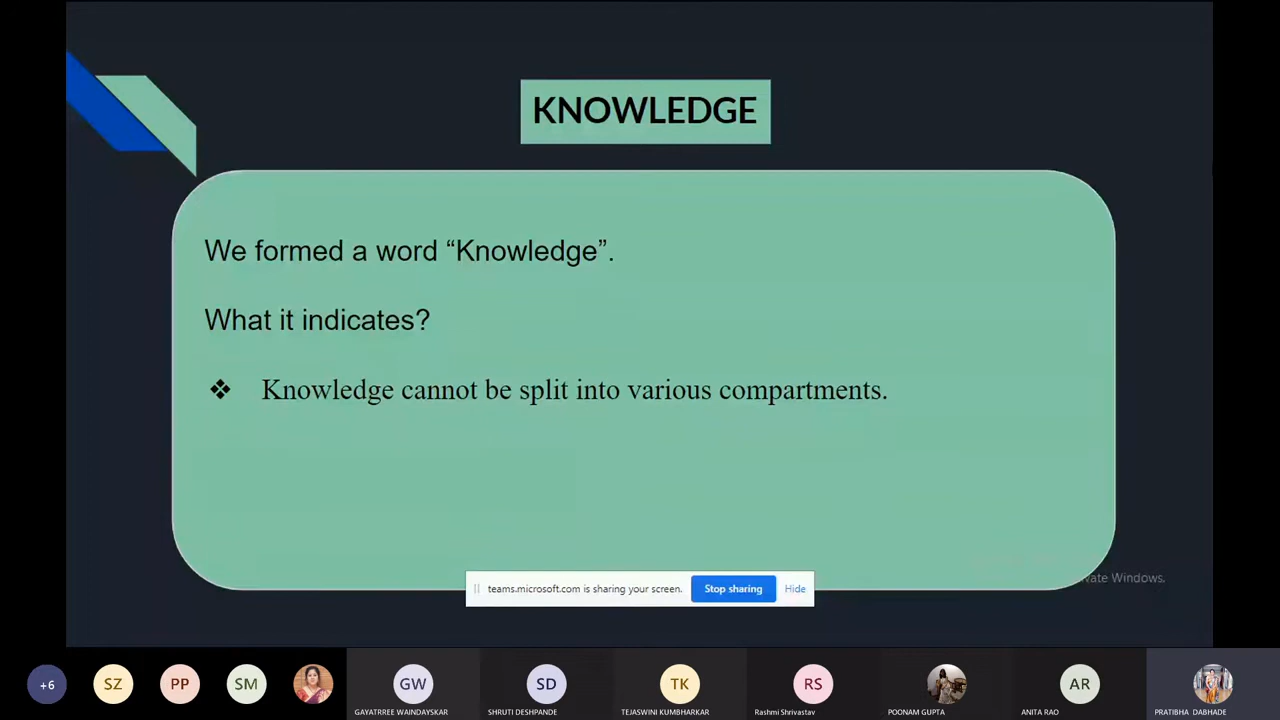 KNOWLEDGE
We formed a word “Knowledge”.
What it indicates?
❖ Knowledge cannot be split into various compartments.
Windows.
teams.microsoft.com is sharing your screen. Stop sharing Hide
+6 SZ PP SM GW SD TK RS AR
GAYATRREE WAINDAYSKAR SHRUTI DESHPANDE TEJASWINI KUMBHARKAR Rashmi Shrivastav POONAM GUPTA ANITA RAO PRATIBHA DABHADE